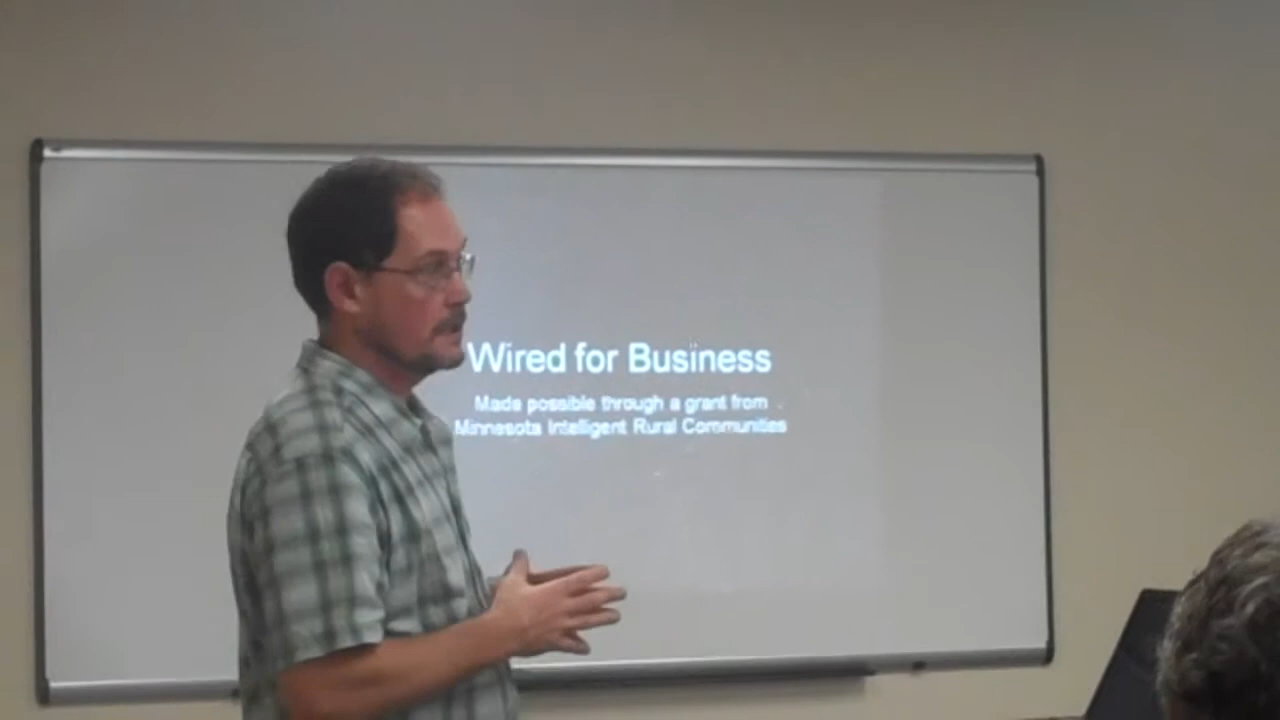 Wired for Business
Made possible through a grant from
Minnesota Intelligent Rural Communities